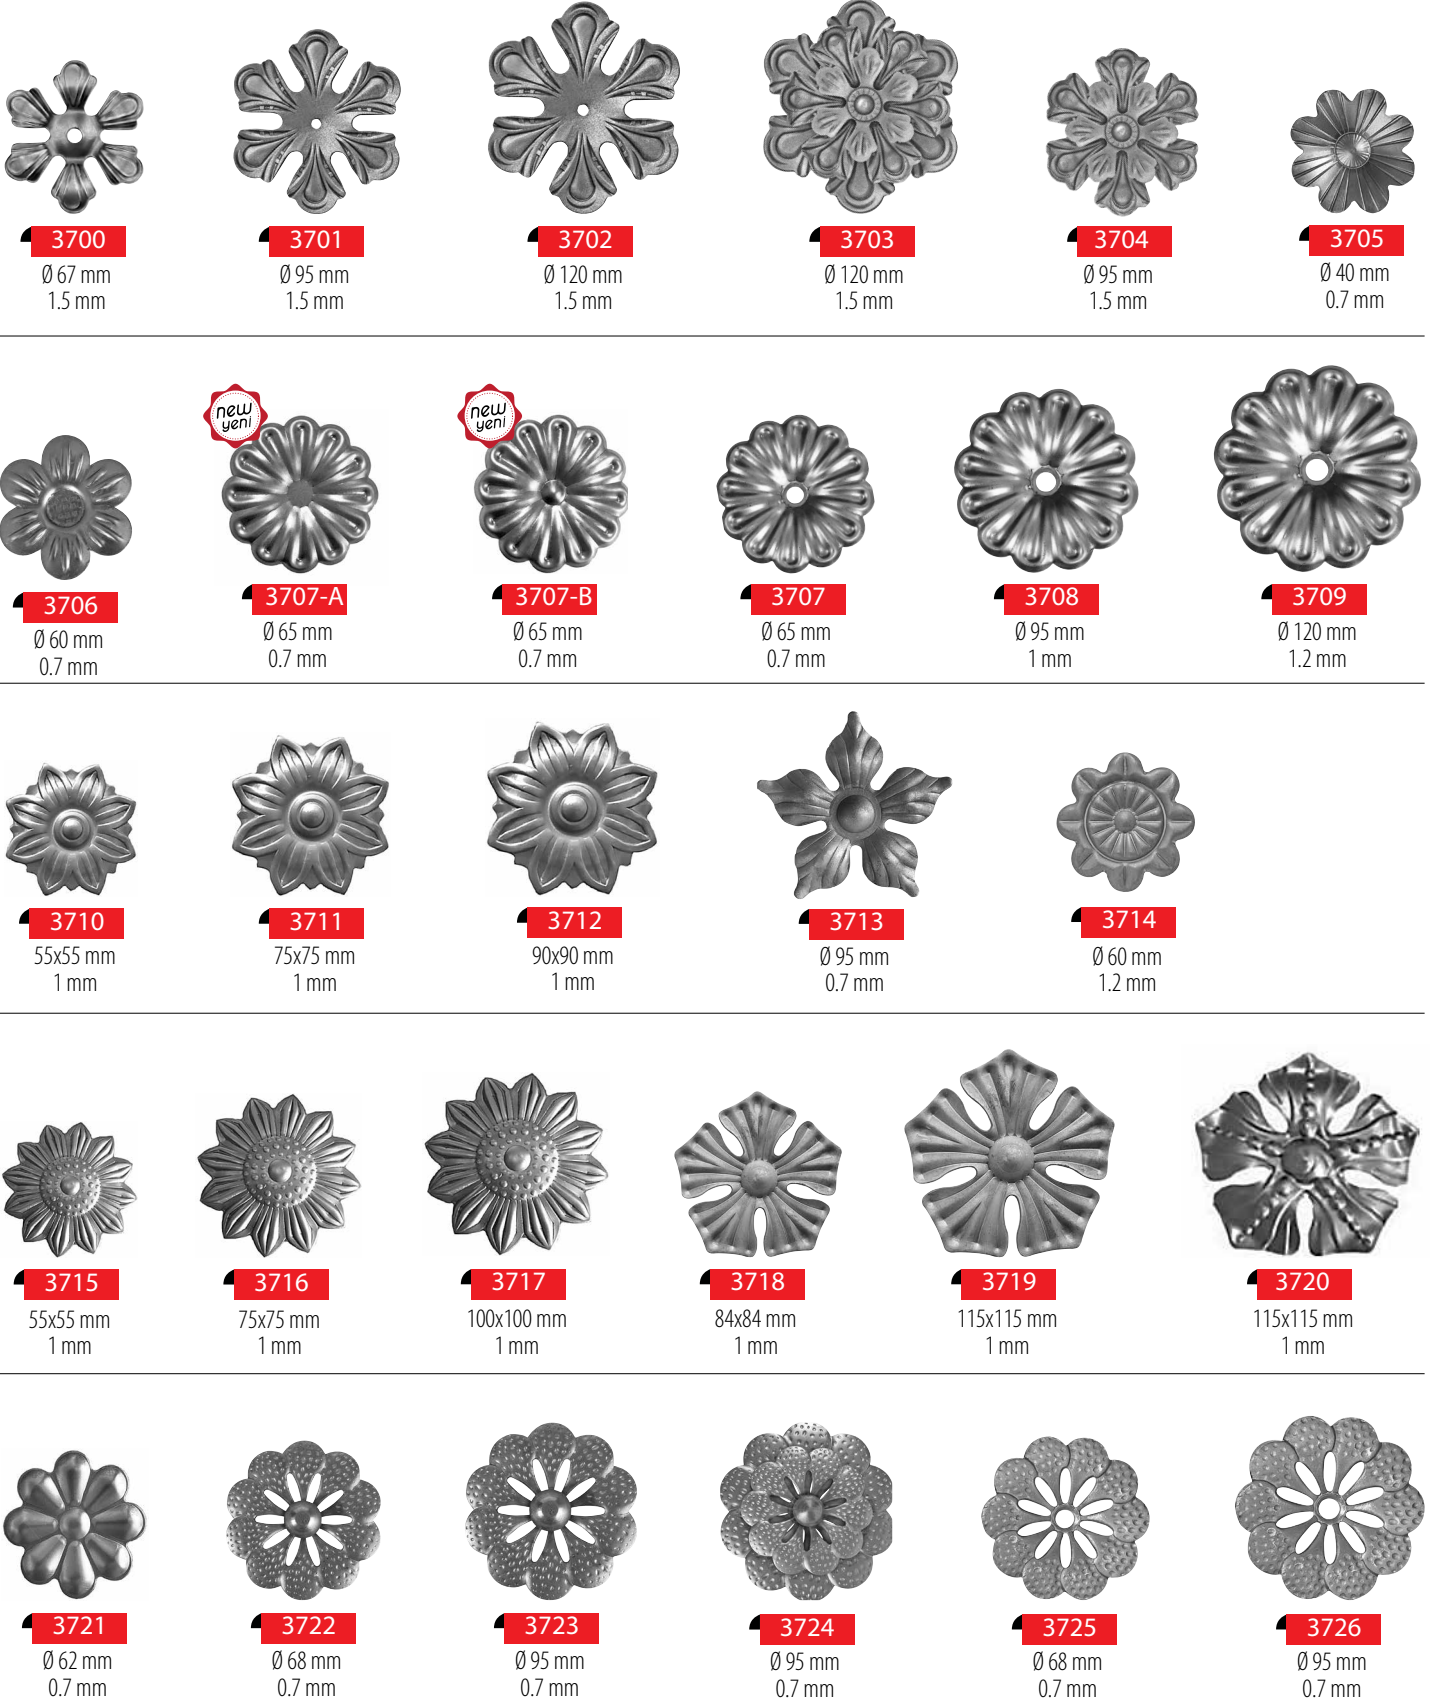 3700
Ø 67 mm
1.5 mm
3701
Ø 95 mm
1.5 mm
3702
Ø 120 mm
1.5 mm
3703
Ø 120 mm
1.5 mm
3704
Ø 95 mm
1.5 mm
3705
Ø 40 mm
0.7 mm
3706
Ø 60 mm
0.7 mm
new
yeni
3707-A
Ø 65 mm
0.7 mm
new
yeni
3707-B
Ø 65 mm
0.7 mm
3707
Ø 65 mm
0.7 mm
3708
Ø 95 mm
1 mm
3709
Ø 120 mm
1.2 mm
3710
55x55 mm
1 mm
3711
75x75 mm
1 mm
3712
90x90 mm
1 mm
3713
Ø 95 mm
0.7 mm
3714
Ø 60 mm
1.2 mm
3715
55x55 mm
1 mm
3716
75x75 mm
1 mm
3717
100x100 mm
1 mm
3718
84x84 mm
1 mm
3719
115x115 mm
1 mm
3720
115x115 mm
1 mm
3721
Ø 62 mm
0.7 mm
3722
Ø 68 mm
0.7 mm
3723
Ø 95 mm
0.7 mm
3724
Ø 95 mm
0.7 mm
3725
Ø 68 mm
0.7 mm
3726
Ø 95 mm
0.7 mm